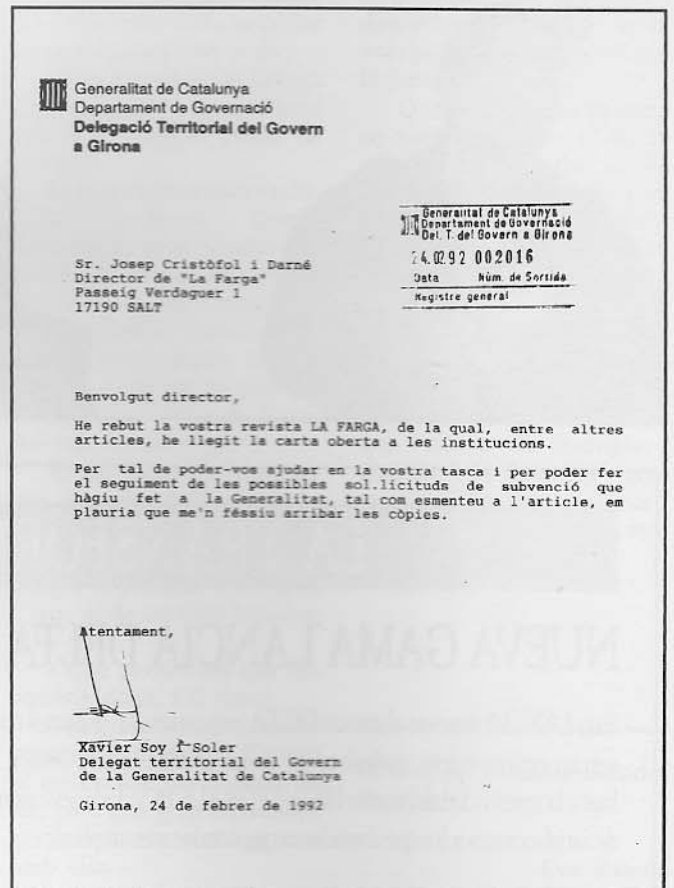 Generalitat de Catalunya
Departament de Governació
Delegació Territorial del Govern
a Girona
Generalitat de Catalunya
Departament de Governació
Del. T. del Govern a Girona
24.02.92 002016
Data Núm. de Sortida
Registre general
Sr. Josep Cristòfol i Darné
Director de "La Farga"
Passeig Verdaguer 1
17190 SALT
Benvolgut director,
He rebut la vostra revista LA FARGA, de la qual, entre altres
articles, he llegit la carta oberta a les institucions.
Per tal de poder-vos ajudar en la vostra tasca i per poder fer
el seguiment de les possibles sol.licituds de subvenció que
hàgiu fet a la Generalitat, tal com esmenteu a l'article, em
plauria que me'n féssiu arribar les còpies.
Atentament,
Xavier Soy i Soler
Delegat territorial del Govern
de la Generalitat de Catalunya
Girona, 24 de febrer de 1992
NUEVA GAMA LANCIA DELTA